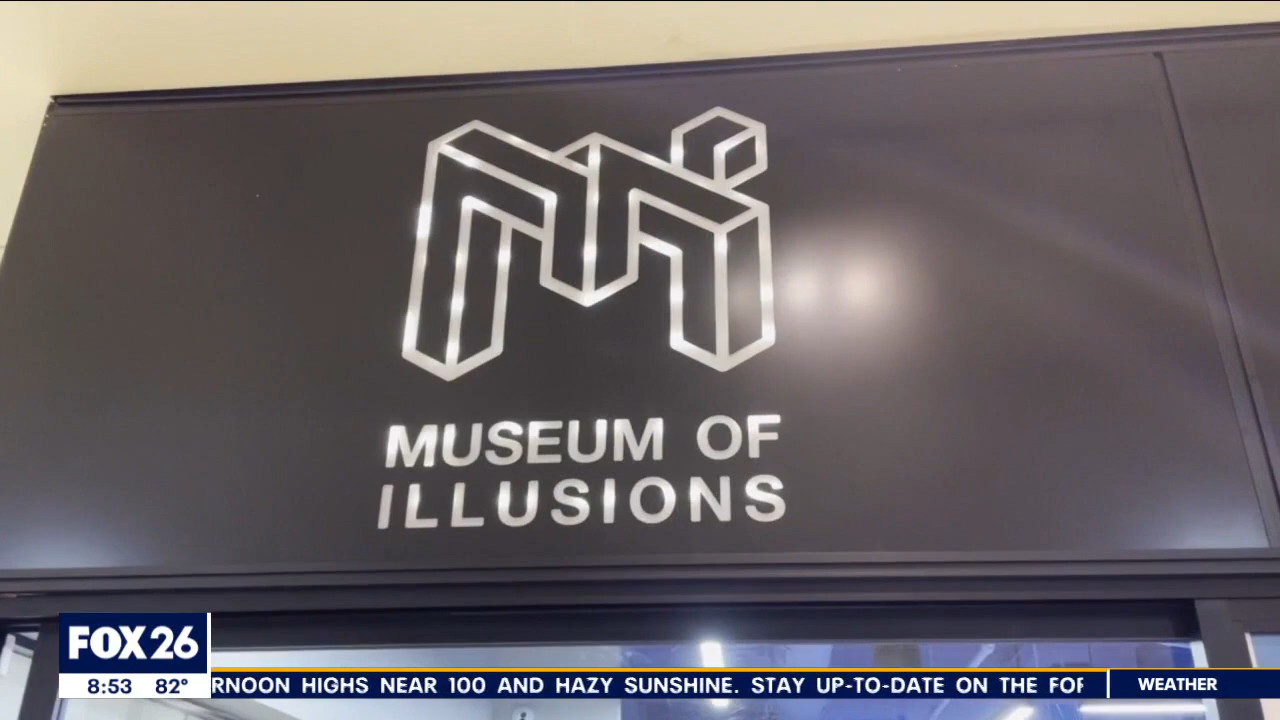 MUSEUM OF
ILLUSIONS
FOX 26
8:53 82°
RNOON HIGHS NEAR 100 AND HAZY SUNSHINE. STAY UP-TO-DATE ON THE FOR
WEATHER